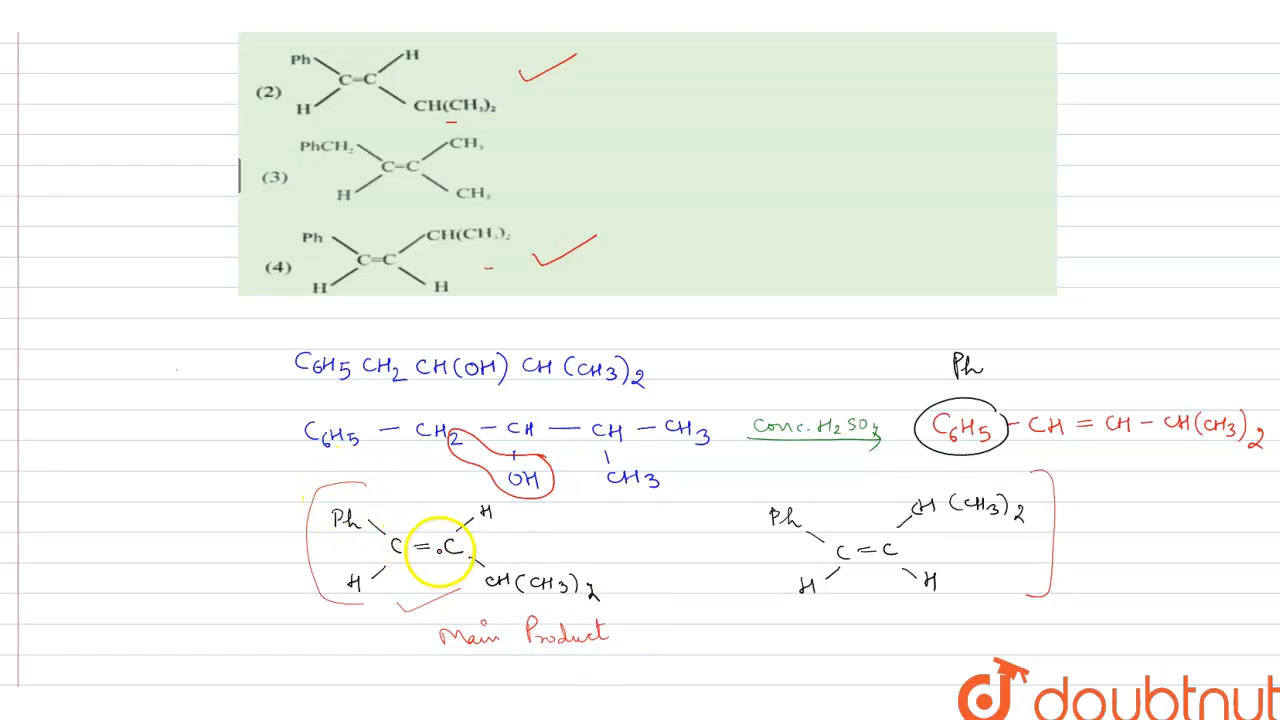 Ph H
C=C
(2)
H CH(CH₃)₂
PhCH₂ CH₃
C=C
(3)
H CH₃
Ph CH(CH₃)₂
C=C
(4)
H H
C6H5 CH2 CH(OH) CH (CH3)2
Ph
C6H5 — CH2 — CH — CH — CH3 Conc. H2SO4 C6H5 — CH = CH — CH(CH3)2
OH CH3
Ph H Ph CH (CH3)2
C = C C = C
H CH(CH3)2 H H
Main Product
doubtnut